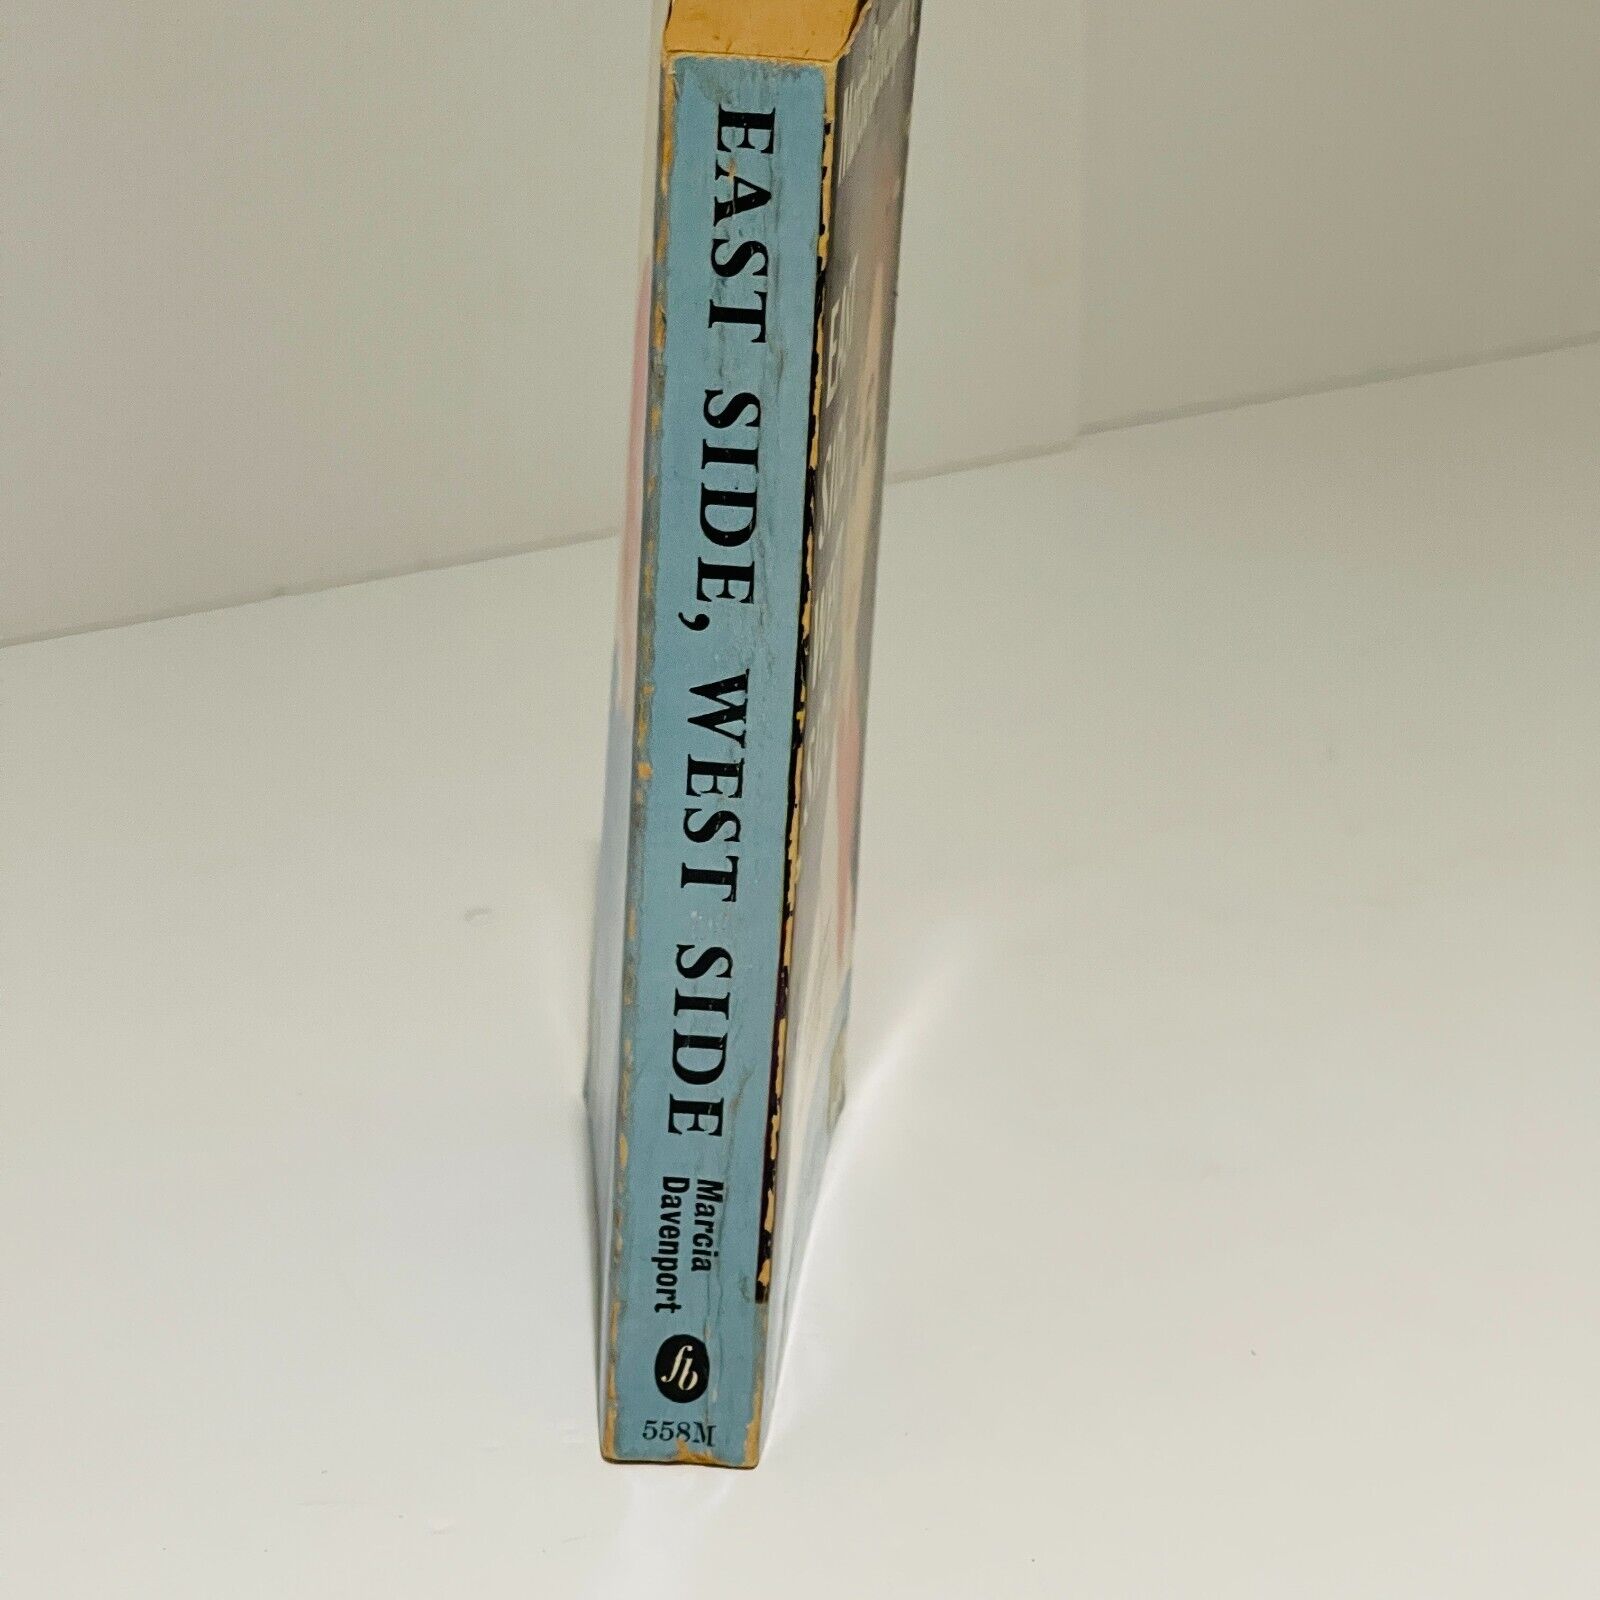 EAST SIDE, WEST SIDE
Marcia
Davenport
fb
558M